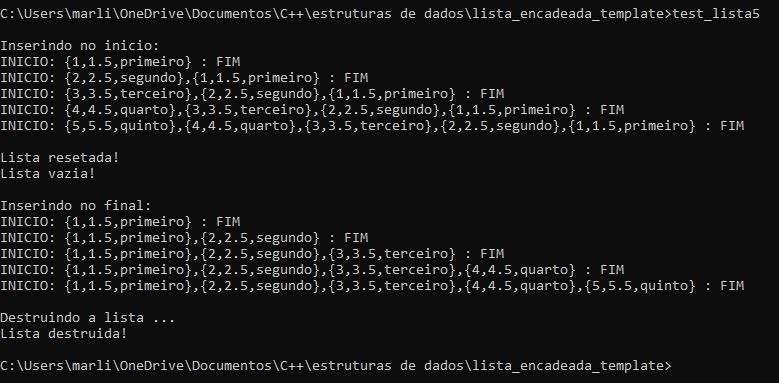 C:\Users\marli\OneDrive\Documentos\C++\estruturas de dados\lista_encadeada_template>test_lista5
Inserindo no inicio:
INICIO: {1,1.5,primeiro} : FIM
INICIO: {2,2.5,segundo},{1,1.5,primeiro} : FIM
INICIO: {3,3.5,terceiro},{2,2.5,segundo},{1,1.5,primeiro} : FIM
INICIO: {4,4.5,quarto},{3,3.5,terceiro},{2,2.5,segundo},{1,1.5,primeiro} : FIM
INICIO: {5,5.5,quinto},{4,4.5,quarto},{3,3.5,terceiro},{2,2.5,segundo},{1,1.5,primeiro} : FIM
Lista resetada!
Lista vazia!
Inserindo no final:
INICIO: {1,1.5,primeiro} : FIM
INICIO: {1,1.5,primeiro},{2,2.5,segundo} : FIM
INICIO: {1,1.5,primeiro},{2,2.5,segundo},{3,3.5,terceiro} : FIM
INICIO: {1,1.5,primeiro},{2,2.5,segundo},{3,3.5,terceiro},{4,4.5,quarto} : FIM
INICIO: {1,1.5,primeiro},{2,2.5,segundo},{3,3.5,terceiro},{4,4.5,quarto},{5,5.5,quinto} : FIM
Destruindo a lista ...
Lista destruida!
C:\Users\marli\OneDrive\Documentos\C++\estruturas de dados\lista_encadeada_template>